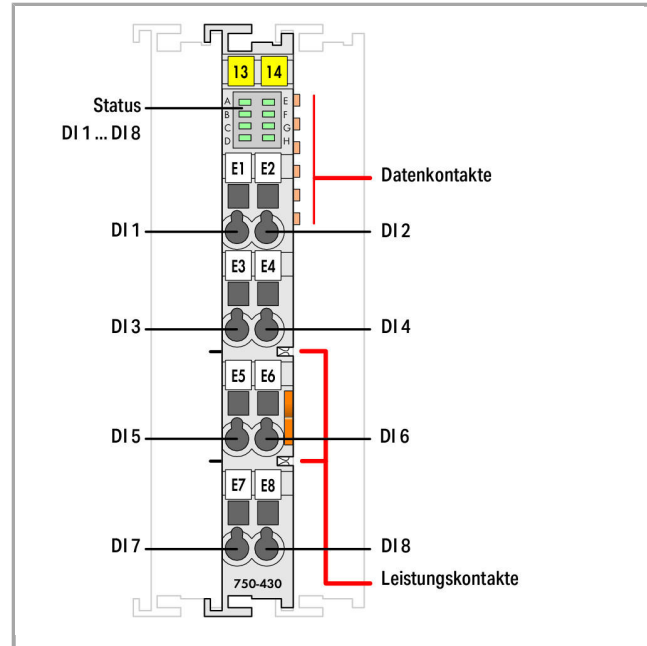 13 14
Status
DI 1 ... DI 8
A E
B F
C G
D H
E1 E2
Datenkontakte
DI 1 DI 2
E3 E4
DI 3 DI 4
E5 E6
DI 5 DI 6
E7 E8
DI 7 DI 8
750-430
Leistungskontakte